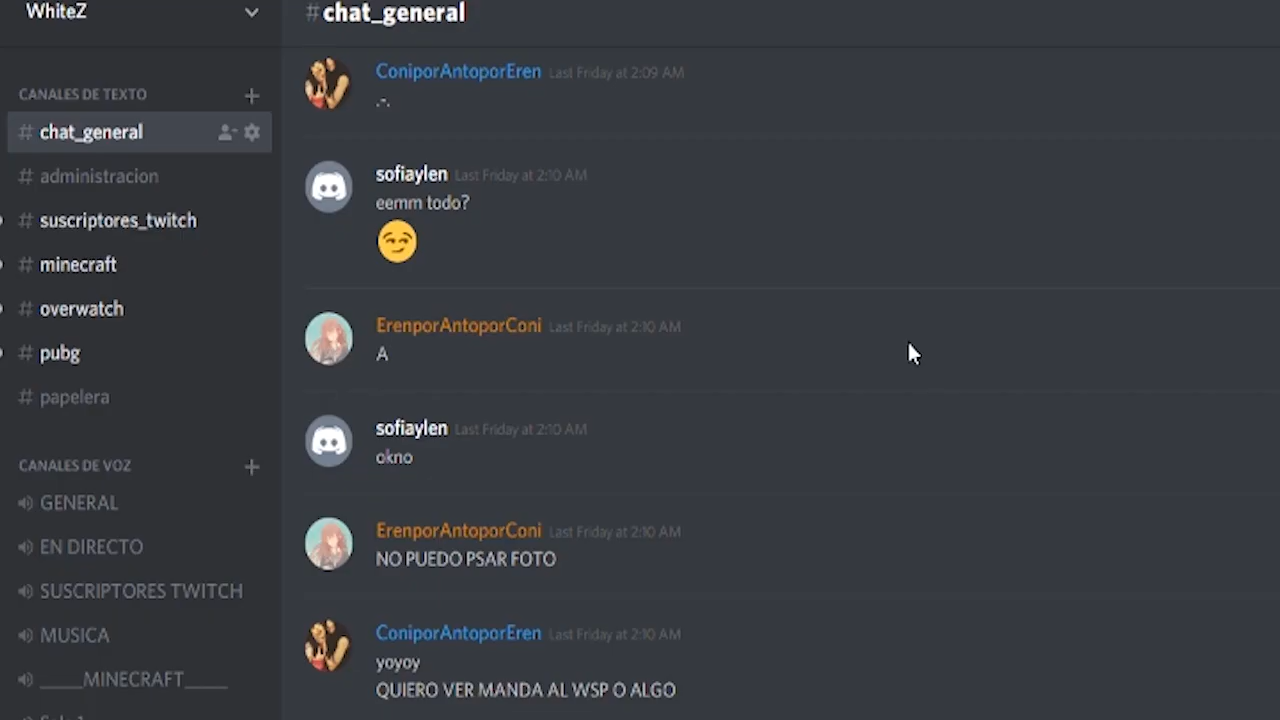 WhiteZ
#chat_general
CANALES DE TEXTO
# chat_general
# administracion
# suscriptores_twitch
# minecraft
# overwatch
# pubg
# papelera
CANALES DE VOZ
GENERAL
EN DIRECTO
SUSCRIPTORES TWITCH
MUSICA
_____MINECRAFT_____
ConiporAntoporEren Last Friday at 2:09 AM
.-.
sofiaylen Last Friday at 2:10 AM
eemm todo?
ErenporAntoporConi Last Friday at 2:10 AM
A
sofiaylen Last Friday at 2:10 AM
okno
ErenporAntoporConi Last Friday at 2:10 AM
NO PUEDO PSAR FOTO
ConiporAntoporEren Last Friday at 2:10 AM
yoyoy
QUIERO VER MANDA AL WSP O ALGO